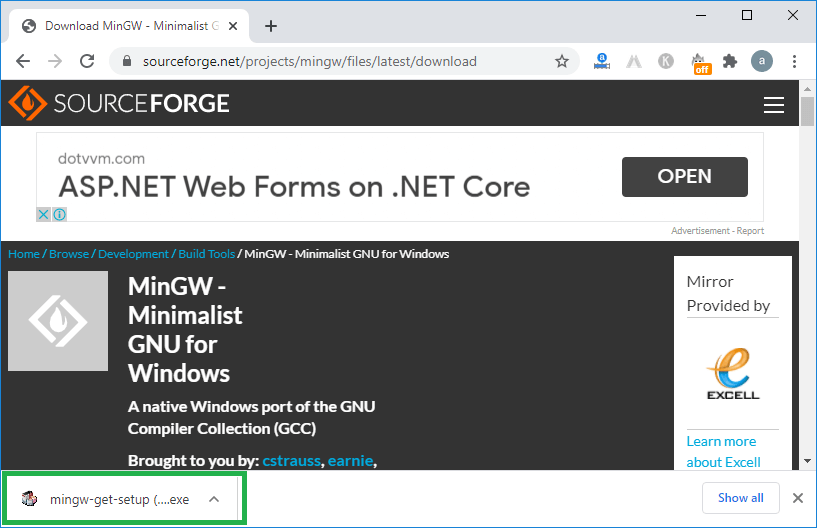 Download MinGW - Minimalist G
sourceforge.net/projects/mingw/files/latest/download
off
a
SOURCEFORGE
dotvvm.com
ASP.NET Web Forms on .NET Core
OPEN
Advertisement - Report
Home / Browse / Development / Build Tools / MinGW - Minimalist GNU for Windows
MinGW -
Minimalist
GNU for
Windows
A native Windows port of the GNU
Compiler Collection (GCC)
Brought to you by: cstrauss, earnie,
Mirror
Provided by
EXCELL
Learn more
about Excell
mingw-get-setup (....exe
Show all